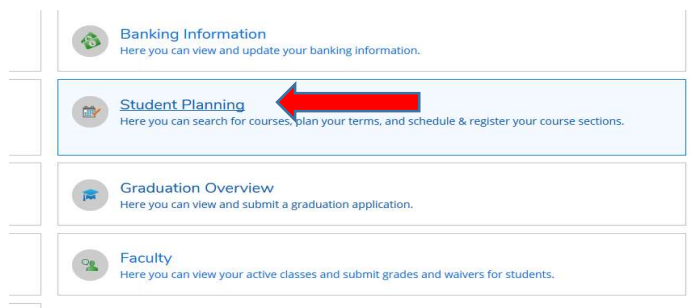 Banking Information
Here you can view and update your banking information.
Student Planning
Here you can search for courses, plan your terms, and schedule & register your course sections.
Graduation Overview
Here you can view and submit a graduation application.
Faculty
Here you can view your active classes and submit grades and waivers for students.